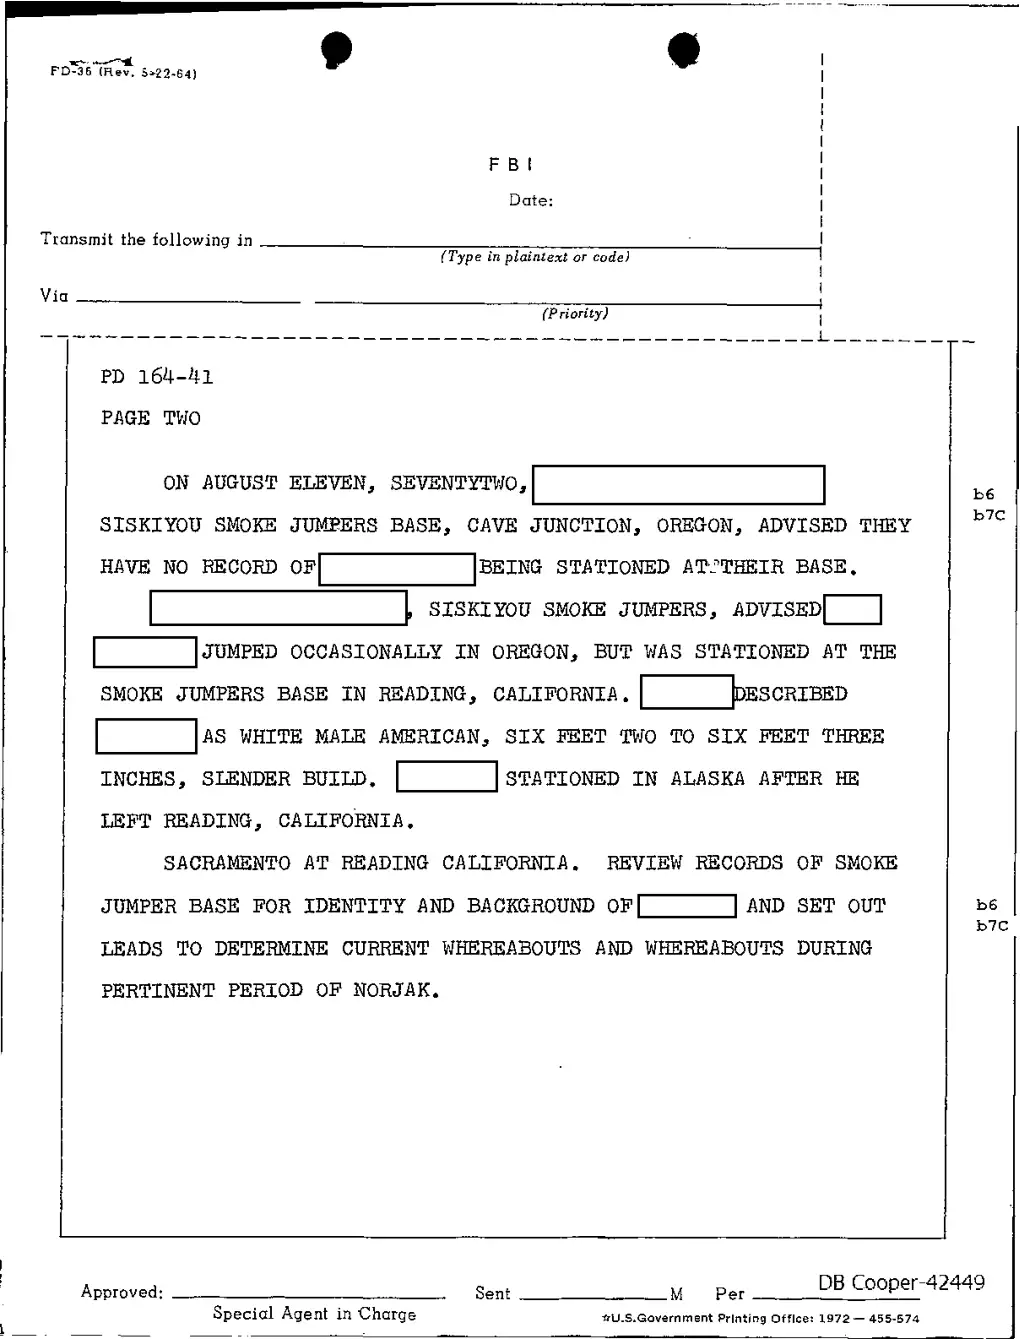 FD-36 (Rev. 5-22-64)
F B I
Date:
Transmit the following in
(Type in plaintext or code)
Via
(Priority)
PD 164-41
PAGE TWO
ON AUGUST ELEVEN, SEVENTYTWO,
b6
b7C
SISKIYOU SMOKE JUMPERS BASE, CAVE JUNCTION, OREGON, ADVISED THEY
HAVE NO RECORD OF BEING STATIONED AT THEIR BASE.
, SISKIYOU SMOKE JUMPERS, ADVISED
JUMPED OCCASIONALLY IN OREGON, BUT WAS STATIONED AT THE
SMOKE JUMPERS BASE IN READING, CALIFORNIA. DESCRIBED
AS WHITE MALE AMERICAN, SIX FEET TWO TO SIX FEET THREE
INCHES, SLENDER BUILD. STATIONED IN ALASKA AFTER HE
LEFT READING, CALIFORNIA.
SACRAMENTO AT READING CALIFORNIA. REVIEW RECORDS OF SMOKE
JUMPER BASE FOR IDENTITY AND BACKGROUND OF AND SET OUT
b6
b7C
LEADS TO DETERMINE CURRENT WHEREABOUTS AND WHEREABOUTS DURING
PERTINENT PERIOD OF NORJAK.
DB Cooper-42449
Approved: Sent M Per
Special Agent in Charge
☆U.S.Government Printing Office: 1972 — 455-574